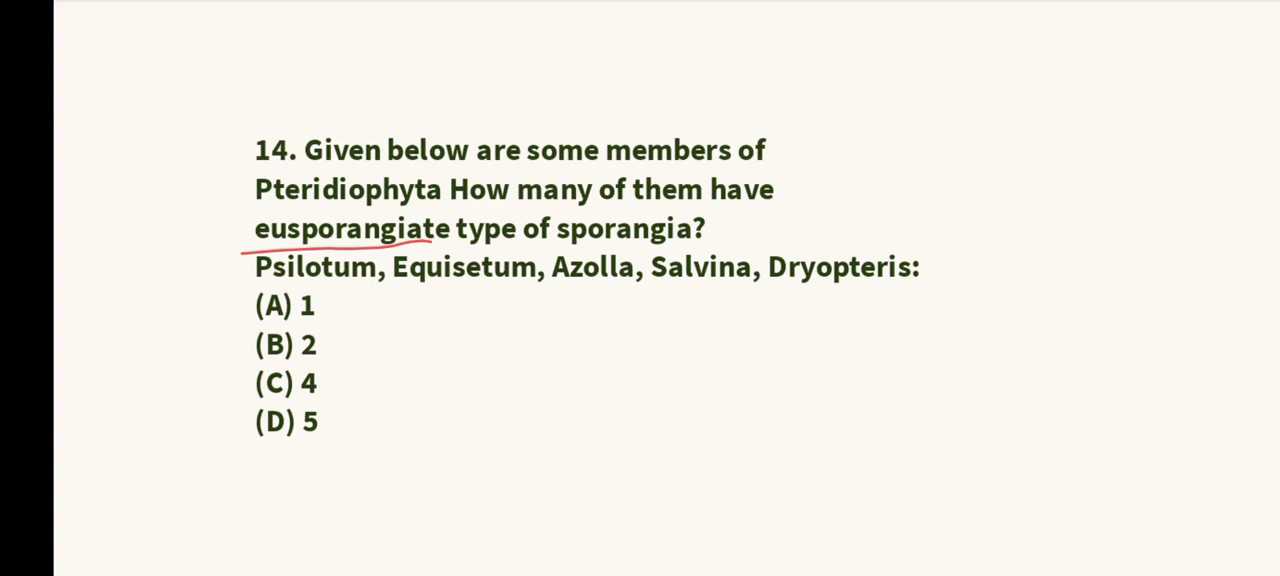 14. Given below are some members of
Pteridiophyta How many of them have
eusporangiate type of sporangia?
Psilotum, Equisetum, Azolla, Salvina, Dryopteris:
(A) 1
(B) 2
(C) 4
(D) 5